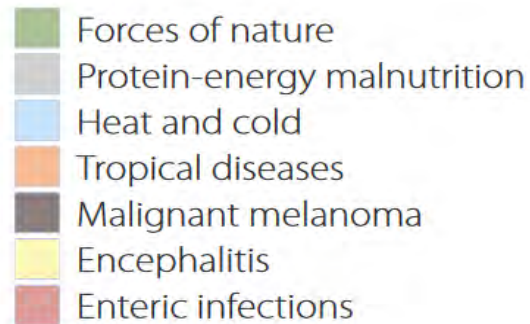 Forces of nature
Protein-energy malnutrition
Heat and cold
Tropical diseases
Malignant melanoma
Encephalitis
Enteric infections